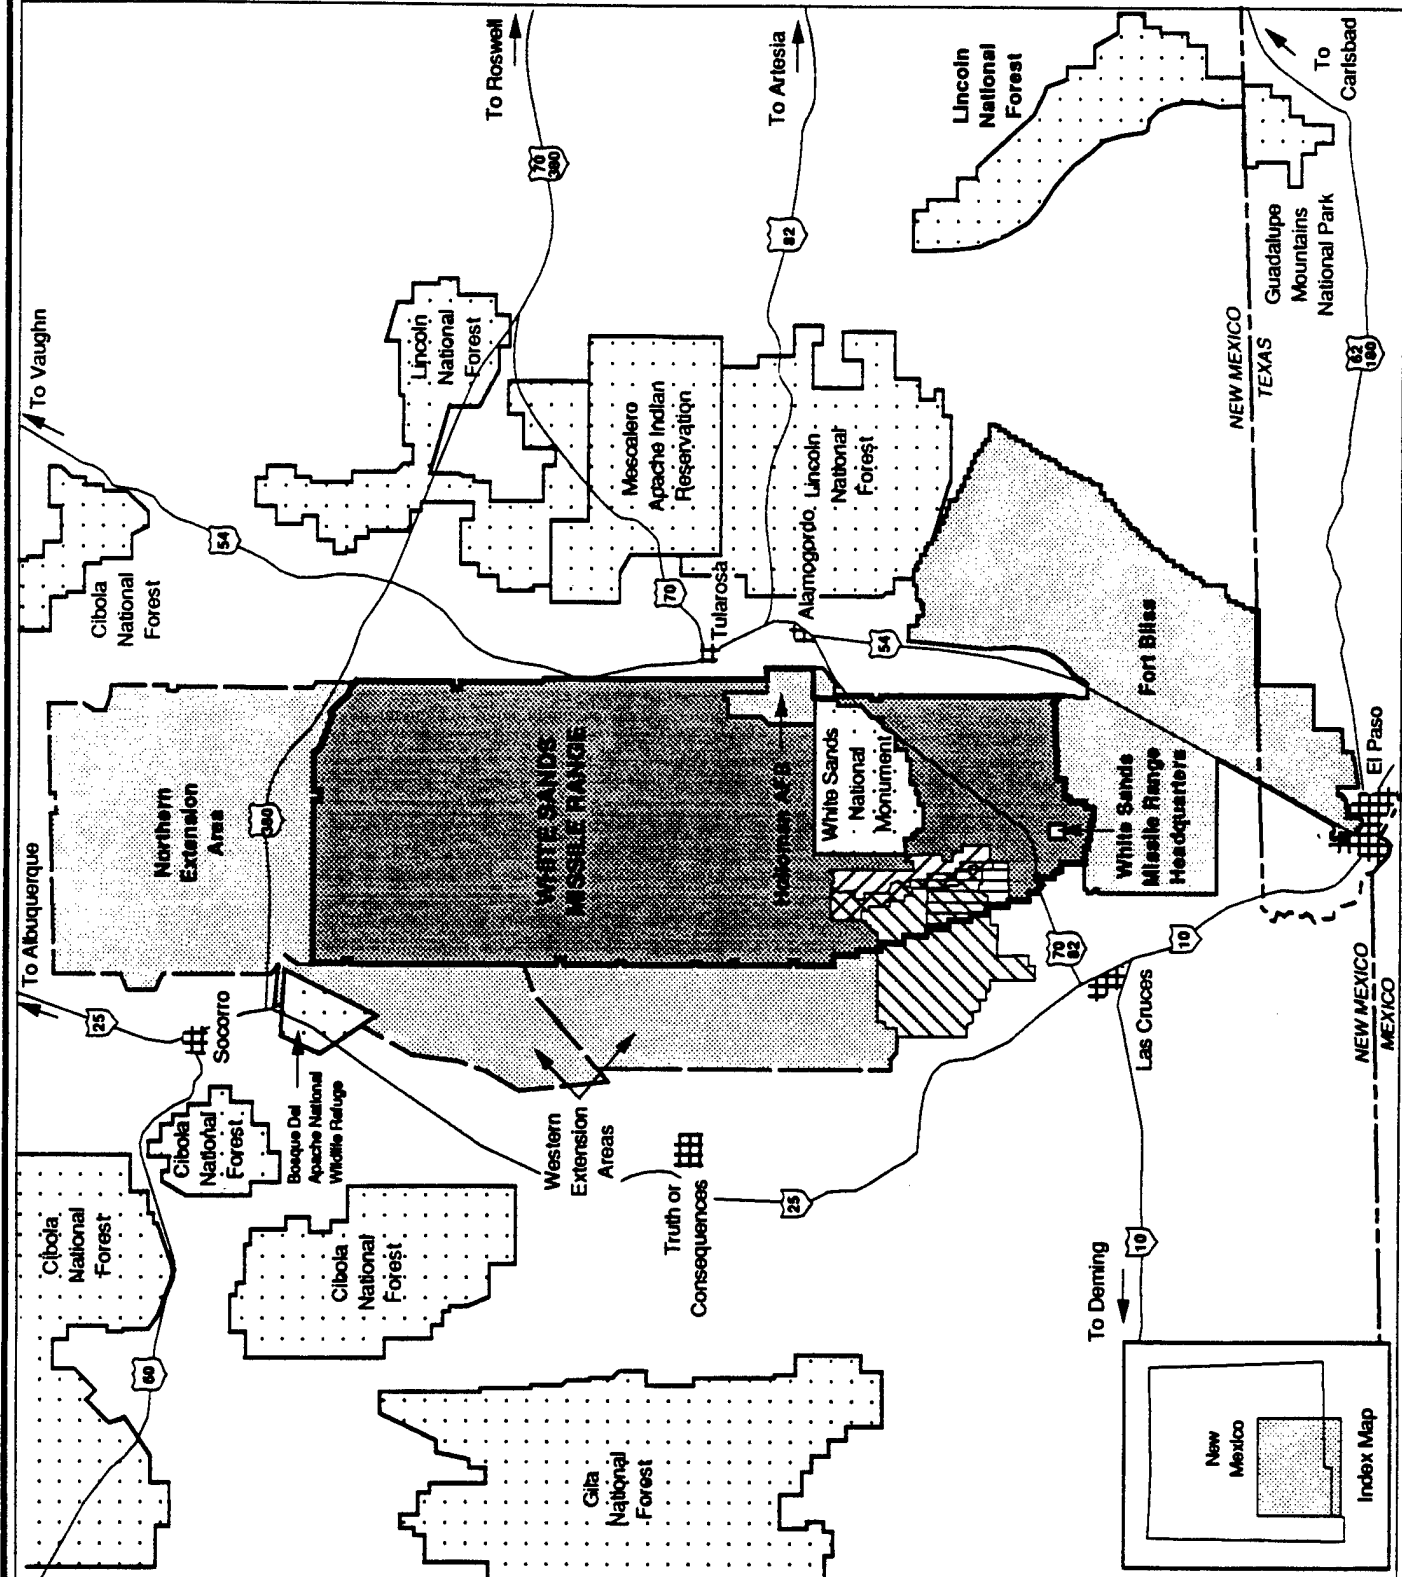 To Albuquerque
To Vaughn
To Roswell
To Artesia
To
Carlsbad
25
60
380
54
70
380
82
70
54
62
180
70
82
10
25
10
Cibola
National
Forest
Cibola
National
Forest
Cibola
National
Forest
Cibola
National
Forest
Gila
National
Forest
Lincoln
National
Forest
Lincoln
National
Forest
Lincoln
National
Forest
Mescalero
Apache Indian
Reservation
Guadalupe
Mountains
National Park
Socorro
Bosque Del
Apache National
Wildlife Refuge
Northern
Extension
Area
WHITE SANDS
MISSILE RANGE
Western
Extension
Areas
Truth or
Consequences
Tularosa
Alamogordo
Holloman AFB
White Sands
National
Monument
White Sands
Missile Range
Headquarters
Fort Bliss
El Paso
Las Cruces
To Deming
NEW MEXICO
TEXAS
NEW MEXICO
MEXICO
New
Mexico
Index Map